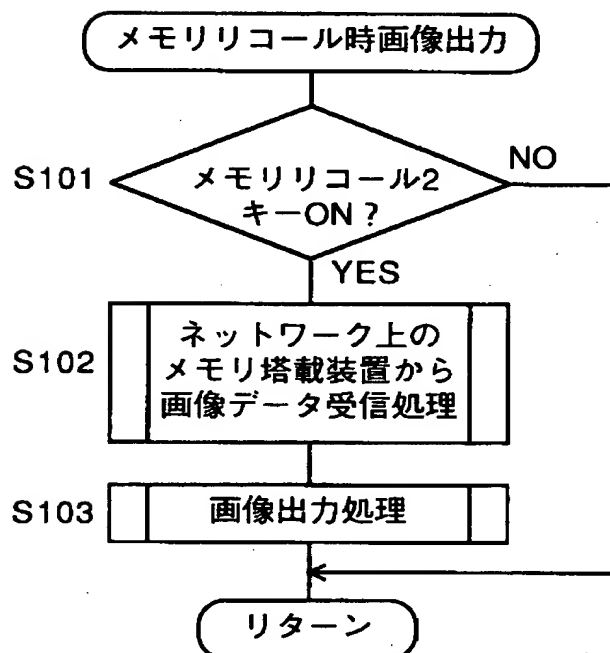 メモリリコール時画像出力
S101
メモリリコール2
キーON？
NO
YES
S102
ネットワーク上の
メモリ塔載装置から
画像データ受信処理
S103
画像出力処理
リターン